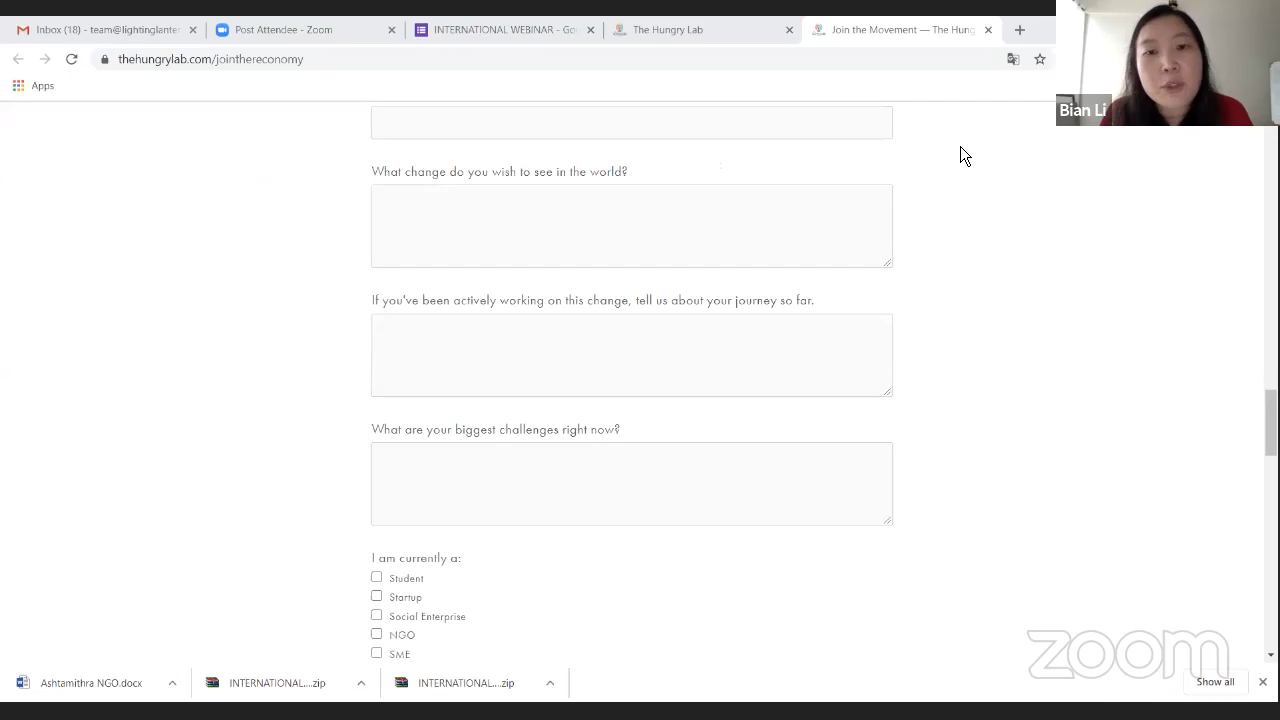 Inbox (18) - team@lightinglanter
Post Attendee - Zoom
INTERNATIONAL WEBINAR - Go
The Hungry Lab
Join the Movement — The Hung
thehungrylab.com/jointhereconomy
Apps
Bian Li
What change do you wish to see in the world?
If you've been actively working on this change, tell us about your journey so far.
What are your biggest challenges right now?
I am currently a:
Student
Startup
Social Enterprise
NGO
SME
zoom
Ashtamithra NGO.docx
INTERNATIONAL....zip
INTERNATIONAL....zip
Show all